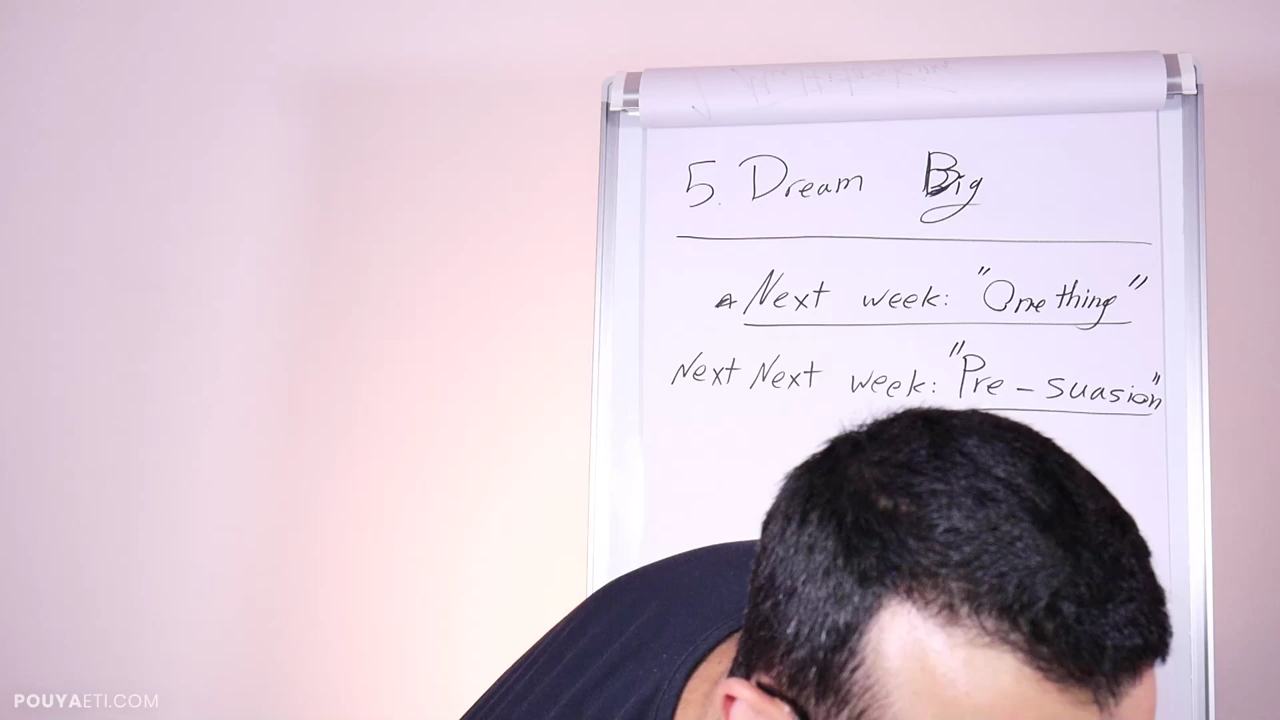 5. Dream Big
Next week: "One thing"
Next Next week: "Pre-suasion"
POUYAETI.COM